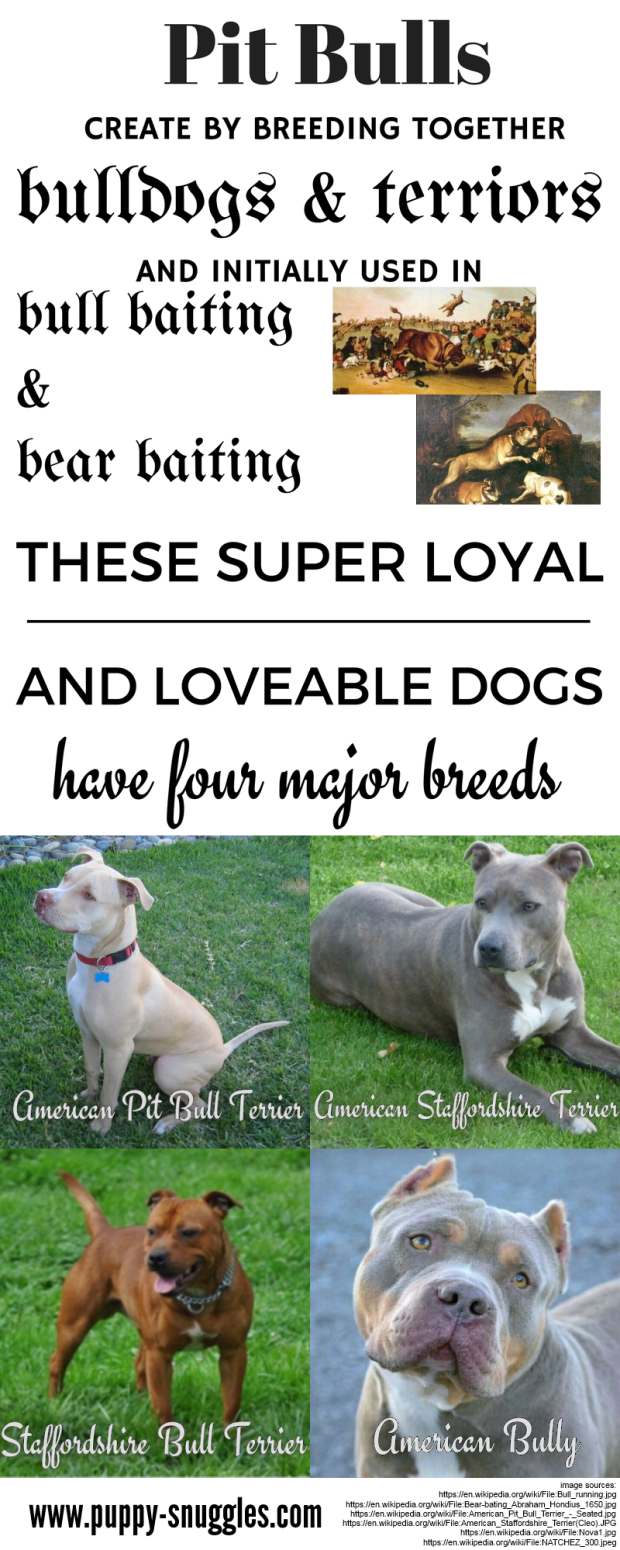 Pit Bulls
CREATE BY BREEDING TOGETHER
bulldogs & terriors
AND INITIALLY USED IN
bull baiting
&
bear baiting
THESE SUPER LOYAL
AND LOVEABLE DOGS
have four major breeds
American Pit Bull Terrier
American Staffordshire Terrier
Staffordshire Bull Terrier
American Bully
www.puppy-snuggles.com
image sources:
https://en.wikipedia.org/wiki/File:Bull_running.jpg
https://en.wikipedia.org/wiki/File:Bear-bating_Abraham_Hondius_1650.jpg
https://en.wikipedia.org/wiki/File:American_Pit_Bull_Terrier_-_Seated.jpg
https://en.wikipedia.org/wiki/File:American_Staffordshire_Terrier(Cleo).JPG
https://en.wikipedia.org/wiki/File:Nova1.jpg
https://en.wikipedia.org/wiki/File:NATCHEZ_300.jpeg